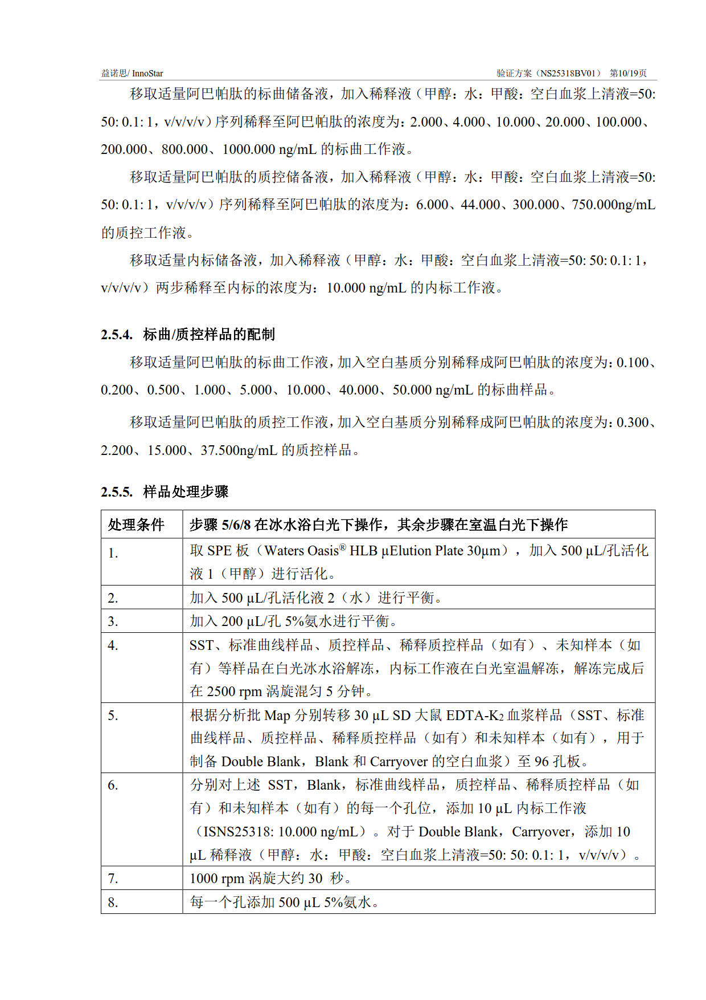 益诺思/ InnoStar
验证方案（NS25318BV01） 第10/19页
移取适量阿巴帕肽的标曲储备液，加入稀释液（甲醇：水：甲酸：空白血浆上清液=50:
50: 0.1: 1，v/v/v/v）序列稀释至阿巴帕肽的浓度为：2.000、4.000、10.000、20.000、100.000、
200.000、800.000、1000.000 ng/mL 的标曲工作液。
移取适量阿巴帕肽的质控储备液，加入稀释液（甲醇：水：甲酸：空白血浆上清液=50:
50: 0.1: 1，v/v/v/v）序列稀释至阿巴帕肽的浓度为：6.000、44.000、300.000、750.000ng/mL
的质控工作液。
移取适量内标储备液，加入稀释液（甲醇：水：甲酸：空白血浆上清液=50: 50: 0.1: 1，
v/v/v/v）两步稀释至内标的浓度为：10.000 ng/mL 的内标工作液。
2.5.4. 标曲/质控样品的配制
移取适量阿巴帕肽的标曲工作液，加入空白基质分别稀释成阿巴帕肽的浓度为：0.100、
0.200、0.500、1.000、5.000、10.000、40.000、50.000 ng/mL 的标曲样品。
移取适量阿巴帕肽的质控工作液，加入空白基质分别稀释成阿巴帕肽的浓度为：0.300、
2.200、15.000、37.500ng/mL 的质控样品。
2.5.5. 样品处理步骤
处理条件 步骤 5/6/8 在冰水浴白光下操作，其余步骤在室温白光下操作
1. 取 SPE 板（Waters Oasis® HLB µElution Plate 30µm），加入 500 µL/孔活化
液 1（甲醇）进行活化。
2. 加入 500 µL/孔活化液 2（水）进行平衡。
3. 加入 200 µL/孔 5%氨水进行平衡。
4. SST、标准曲线样品、质控样品、稀释质控样品（如有）、未知样本（如
有）等样品在白光冰水浴解冻，内标工作液在白光室温解冻，解冻完成后
在 2500 rpm 涡旋混匀 5 分钟。
5. 根据分析批 Map 分别转移 30 µL SD 大鼠 EDTA-K2 血浆样品（SST、标准
曲线样品、质控样品、稀释质控样品（如有）和未知样本（如有），用于
制备 Double Blank，Blank 和 Carryover 的空白血浆）至 96 孔板。
6. 分别对上述 SST，Blank，标准曲线样品，质控样品、稀释质控样品（如
有）和未知样本（如有）的每一个孔位，添加 10 µL 内标工作液
（ISNS25318: 10.000 ng/mL）。对于 Double Blank，Carryover，添加 10
µL 稀释液（甲醇：水：甲酸：空白血浆上清液=50: 50: 0.1: 1，v/v/v/v）。
7. 1000 rpm 涡旋大约 30 秒。
8. 每一个孔添加 500 µL 5%氨水。